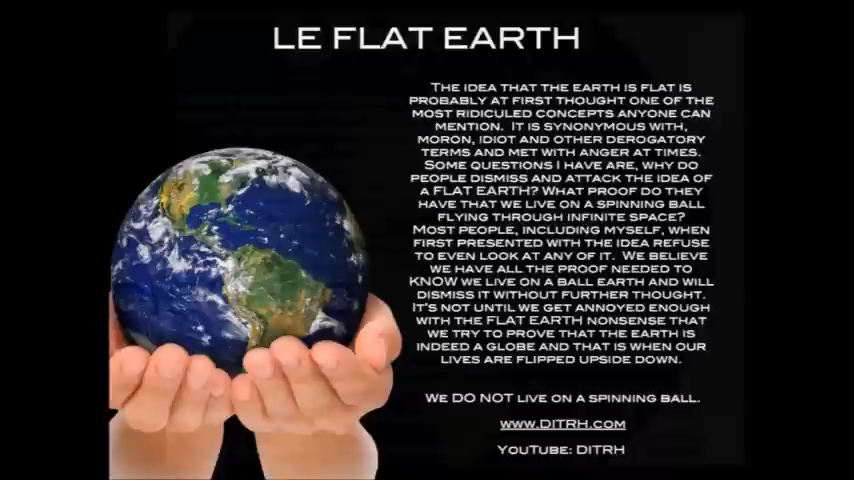 LE FLAT EARTH
THE IDEA THAT THE EARTH IS FLAT IS
PROBABLY AT FIRST THOUGHT ONE OF THE
MOST RIDICULED CONCEPTS ANYONE CAN
MENTION. IT IS SYNONYMOUS WITH,
MORON, IDIOT AND OTHER DEROGATORY
TERMS AND MET WITH ANGER AT TIMES.
SOME QUESTIONS I HAVE ARE, WHY DO
PEOPLE DISMISS AND ATTACK THE IDEA OF
A FLAT EARTH? WHAT PROOF DO THEY
HAVE THAT WE LIVE ON A SPINNING BALL
FLYING THROUGH INFINITE SPACE?
MOST PEOPLE, INCLUDING MYSELF, WHEN
FIRST PRESENTED WITH THE IDEA REFUSE
TO EVEN LOOK AT ANY OF IT. WE BELIEVE
WE HAVE ALL THE PROOF NEEDED TO
KNOW WE LIVE ON A BALL EARTH AND WILL
DISMISS IT WITHOUT FURTHER THOUGHT.
IT'S NOT UNTIL WE GET ANNOYED ENOUGH
WITH THE FLAT EARTH NONSENSE THAT
WE TRY TO PROVE THAT THE EARTH IS
INDEED A GLOBE AND THAT IS WHEN OUR
LIVES ARE FLIPPED UPSIDE DOWN.
WE DO NOT LIVE ON A SPINNING BALL.
WWW.DITRH.COM
YOUTUBE: DITRH